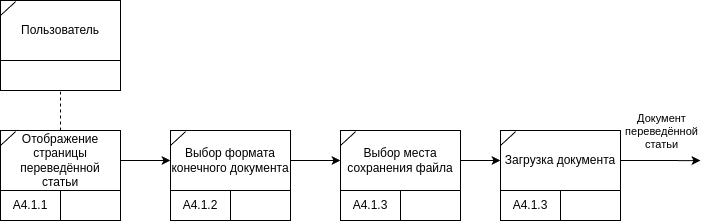 Пользователь
Отображение
страницы
переведённой
статьи
A4.1.1
Выбор формата
конечного документа
A4.1.2
Выбор места
сохранения файла
A4.1.3
Загрузка документа
A4.1.3
Документ
переведённой
статьи